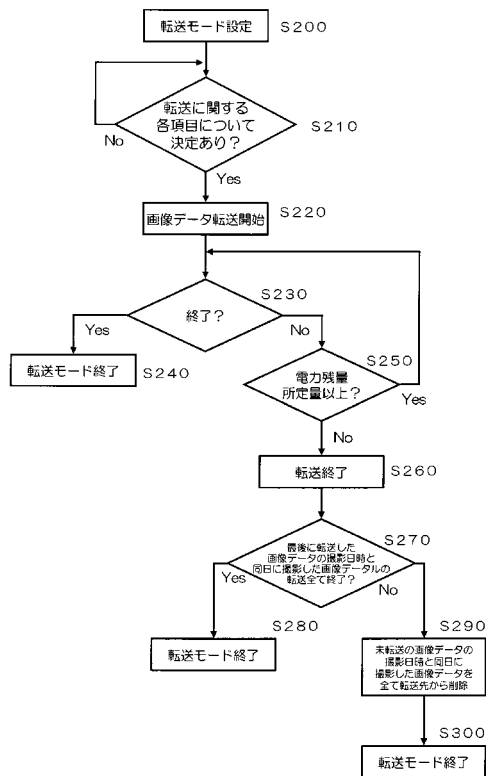 転送モード設定 S200
転送に関する
各項目について
決定あり?
S210
No
Yes
画像データ転送開始
S220
終了?
S230
Yes
No
転送モード終了 S240
電力残量
所定量以上?
S250
Yes
No
転送終了
S260
最後に転送した
画像データの撮影日時と
同日に撮影した画像データルの
転送全て終了?
S270
Yes
No
S280
転送モード終了
S290
未転送の画像データの
撮影日時と同日に
撮影した画像データを
全て転送先から削除
S300
転送モード終了